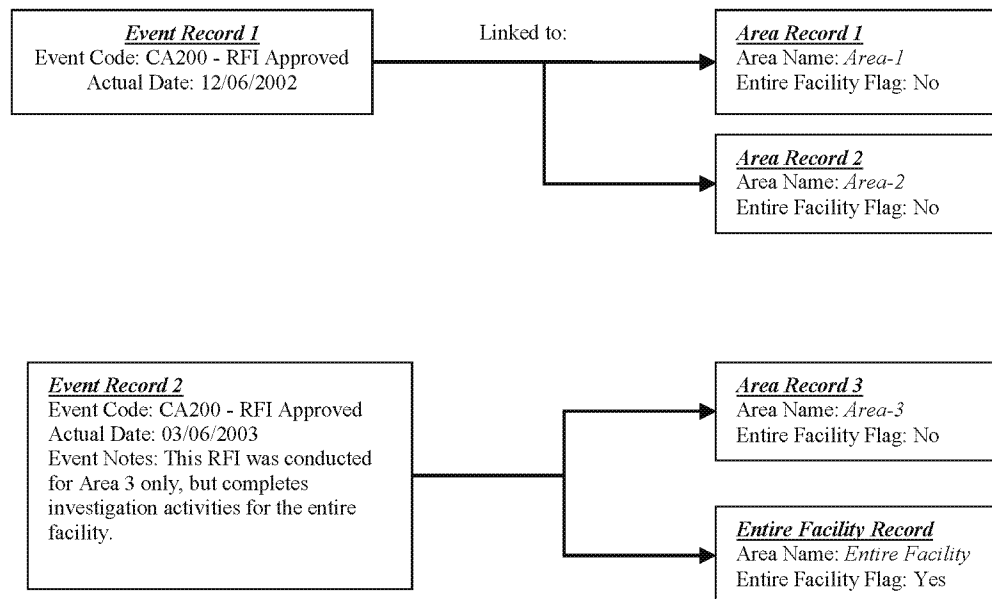 Event Record 1
Event Code: CA200 - RFI Approved
Actual Date: 12/06/2002
Linked to:
Area Record 1
Area Name: Area-1
Entire Facility Flag: No
Area Record 2
Area Name: Area-2
Entire Facility Flag: No
Event Record 2
Event Code: CA200 - RFI Approved
Actual Date: 03/06/2003
Event Notes: This RFI was conducted
for Area 3 only, but completes
investigation activities for the entire
facility.
Area Record 3
Area Name: Area-3
Entire Facility Flag: No
Entire Facility Record
Area Name: Entire Facility
Entire Facility Flag: Yes